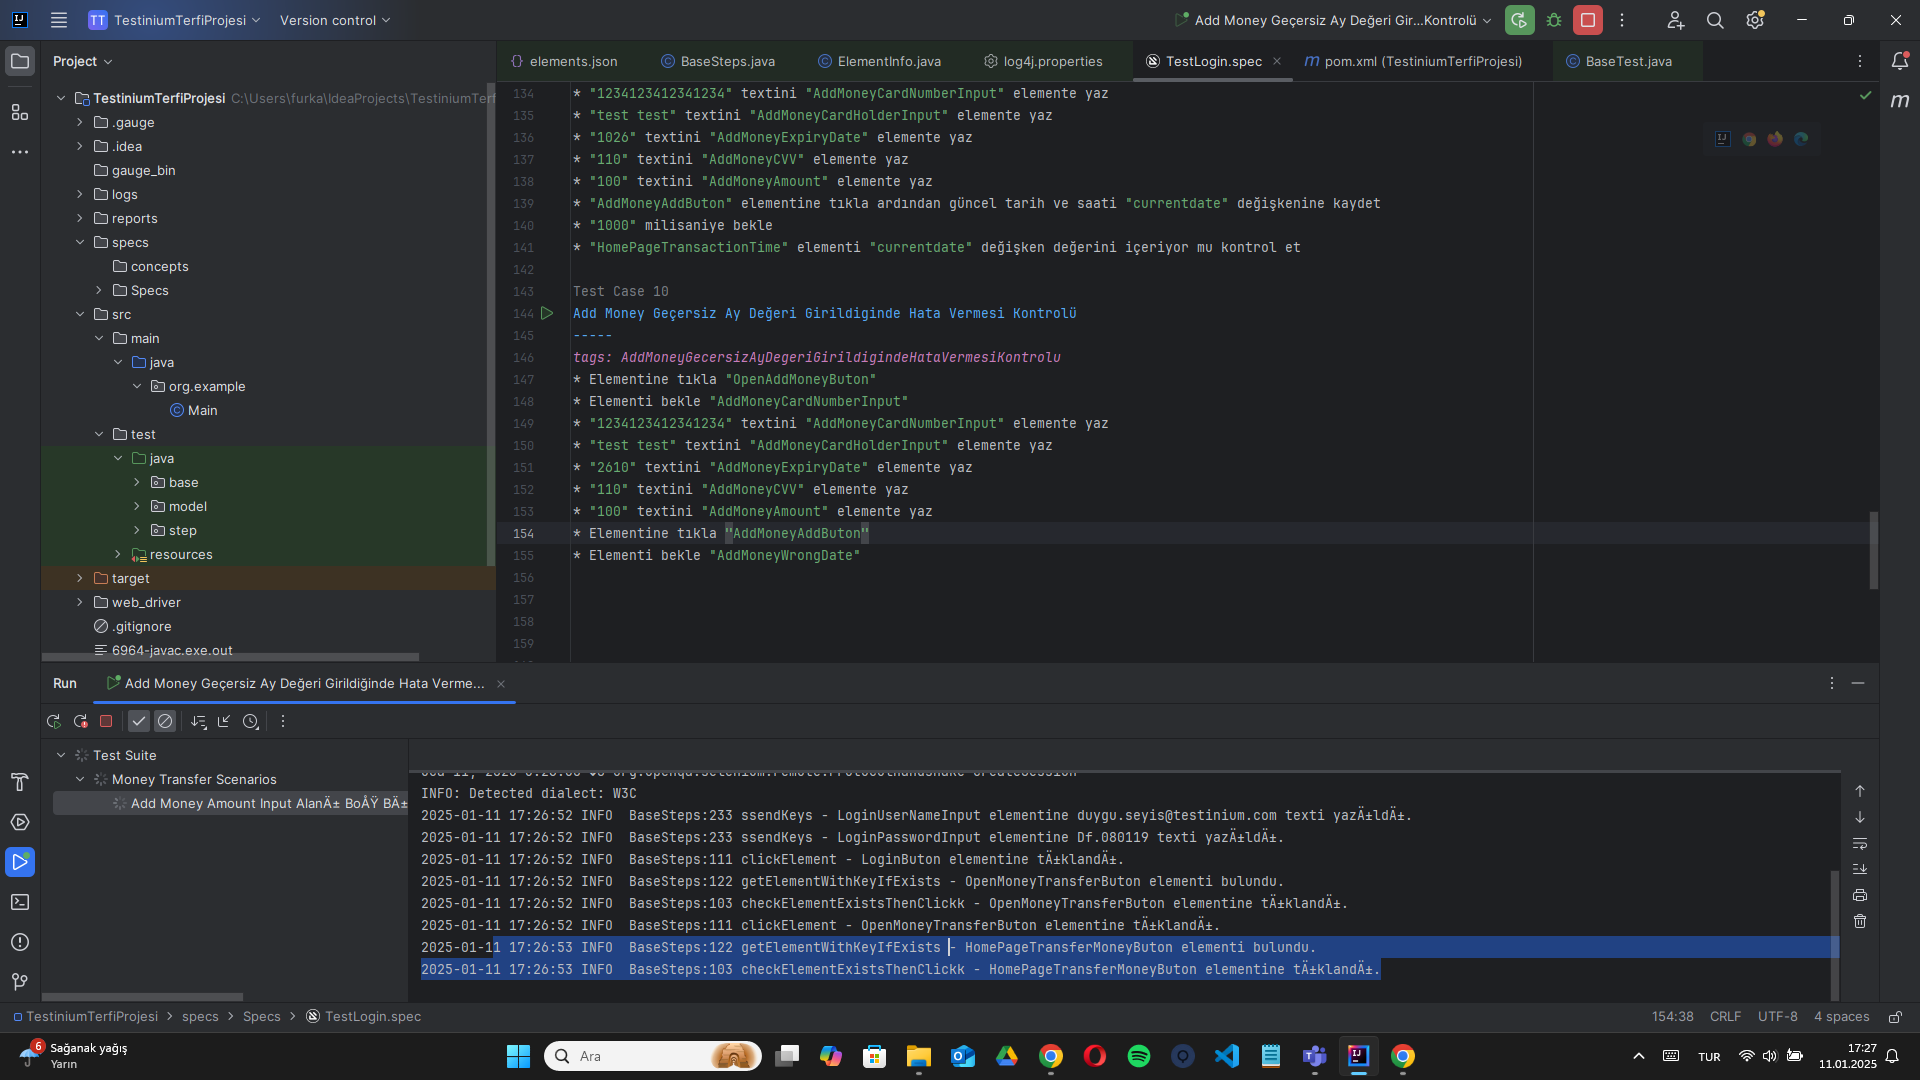 TT TestiniumTerfiProjesi Version control
Add Money Geçersiz Ay Değeri Gir...Kontrolü
Project
elements.json
BaseSteps.java
ElementInfo.java
log4j.properties
TestLogin.spec
pom.xml (TestiniumTerfiProjesi)
BaseTest.java
TestiniumTerfiProjesi C:\Users\furka\IdeaProjects\TestiniumTerf
.gauge
.idea
gauge_bin
logs
reports
specs
concepts
Specs
src
main
java
org.example
Main
test
java
base
model
step
resources
target
web_driver
.gitignore
6964-javac.exe.out
134 * "1234123412341234" textini "AddMoneyCardNumberInput" elemente yaz
135 * "test test" textini "AddMoneyCardHolderInput" elemente yaz
136 * "1026" textini "AddMoneyExpiryDate" elemente yaz
137 * "110" textini "AddMoneyCVV" elemente yaz
138 * "100" textini "AddMoneyAmount" elemente yaz
139 * "AddMoneyAddButon" elementine tıkla ardından güncel tarih ve saati "currentdate" değişkenine kaydet
140 * "1000" milisaniye bekle
141 * "HomePageTransactionTime" elementi "currentdate" değişken değerini içeriyor mu kontrol et
142
143 Test Case 10
144 Add Money Geçersiz Ay Değeri Girildiginde Hata Vermesi Kontrolü
145 -----
146 tags: AddMoneyGecersizAyDegeriGirildigindeHataVermesiKontrolu
147 * Elementine tıkla "OpenAddMoneyButon"
148 * Elementi bekle "AddMoneyCardNumberInput"
149 * "1234123412341234" textini "AddMoneyCardNumberInput" elemente yaz
150 * "test test" textini "AddMoneyCardHolderInput" elemente yaz
151 * "2610" textini "AddMoneyExpiryDate" elemente yaz
152 * "110" textini "AddMoneyCVV" elemente yaz
153 * "100" textini "AddMoneyAmount" elemente yaz
154 * Elementine tıkla "AddMoneyAddButon"
155 * Elementi bekle "AddMoneyWrongDate"
156
157
158
159
Run Add Money Geçersiz Ay Değeri Girildiğinde Hata Verme...
Test Suite
Money Transfer Scenarios
Add Money Amount Input AlanÄ± BoÅŸ BÄ±
INFO: Detected dialect: W3C
2025-01-11 17:26:52 INFO  BaseSteps:233 ssendKeys - LoginUserNameInput elementine duygu.seyis@testinium.com texti yazÄ±ldÄ±.
2025-01-11 17:26:52 INFO  BaseSteps:233 ssendKeys - LoginPasswordInput elementine Df.080119 texti yazÄ±ldÄ±.
2025-01-11 17:26:52 INFO  BaseSteps:111 clickElement - LoginButon elementine tÄ±klandÄ±.
2025-01-11 17:26:52 INFO  BaseSteps:122 getElementWithKeyIfExists - OpenMoneyTransferButon elementi bulundu.
2025-01-11 17:26:52 INFO  BaseSteps:103 checkElementExistsThenClickk - OpenMoneyTransferButon elementine tÄ±klandÄ±.
2025-01-11 17:26:52 INFO  BaseSteps:111 clickElement - OpenMoneyTransferButon elementine tÄ±klandÄ±.
2025-01-11 17:26:53 INFO  BaseSteps:122 getElementWithKeyIfExists - HomePageTransferMoneyButon elementi bulundu.
2025-01-11 17:26:53 INFO  BaseSteps:103 checkElementExistsThenClickk - HomePageTransferMoneyButon elementine tÄ±klandÄ±.
TestiniumTerfiProjesi > specs > Specs > TestLogin.spec
154:38 CRLF UTF-8 4 spaces
6 Sağanak yağış
Yarın
Ara
TUR
17:27
11.01.2025